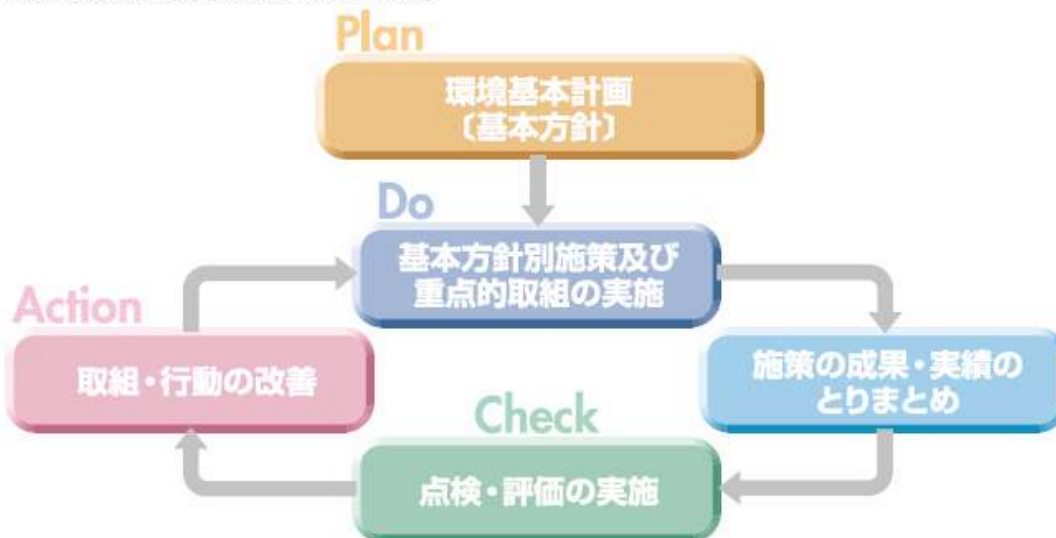 Plan
環境基本計画
〔基本方針〕
Do
基本方針別施策及び
重点的取組の実施
Action
取組・行動の改善
施策の成果・実績の
とりまとめ
Check
点検・評価の実施